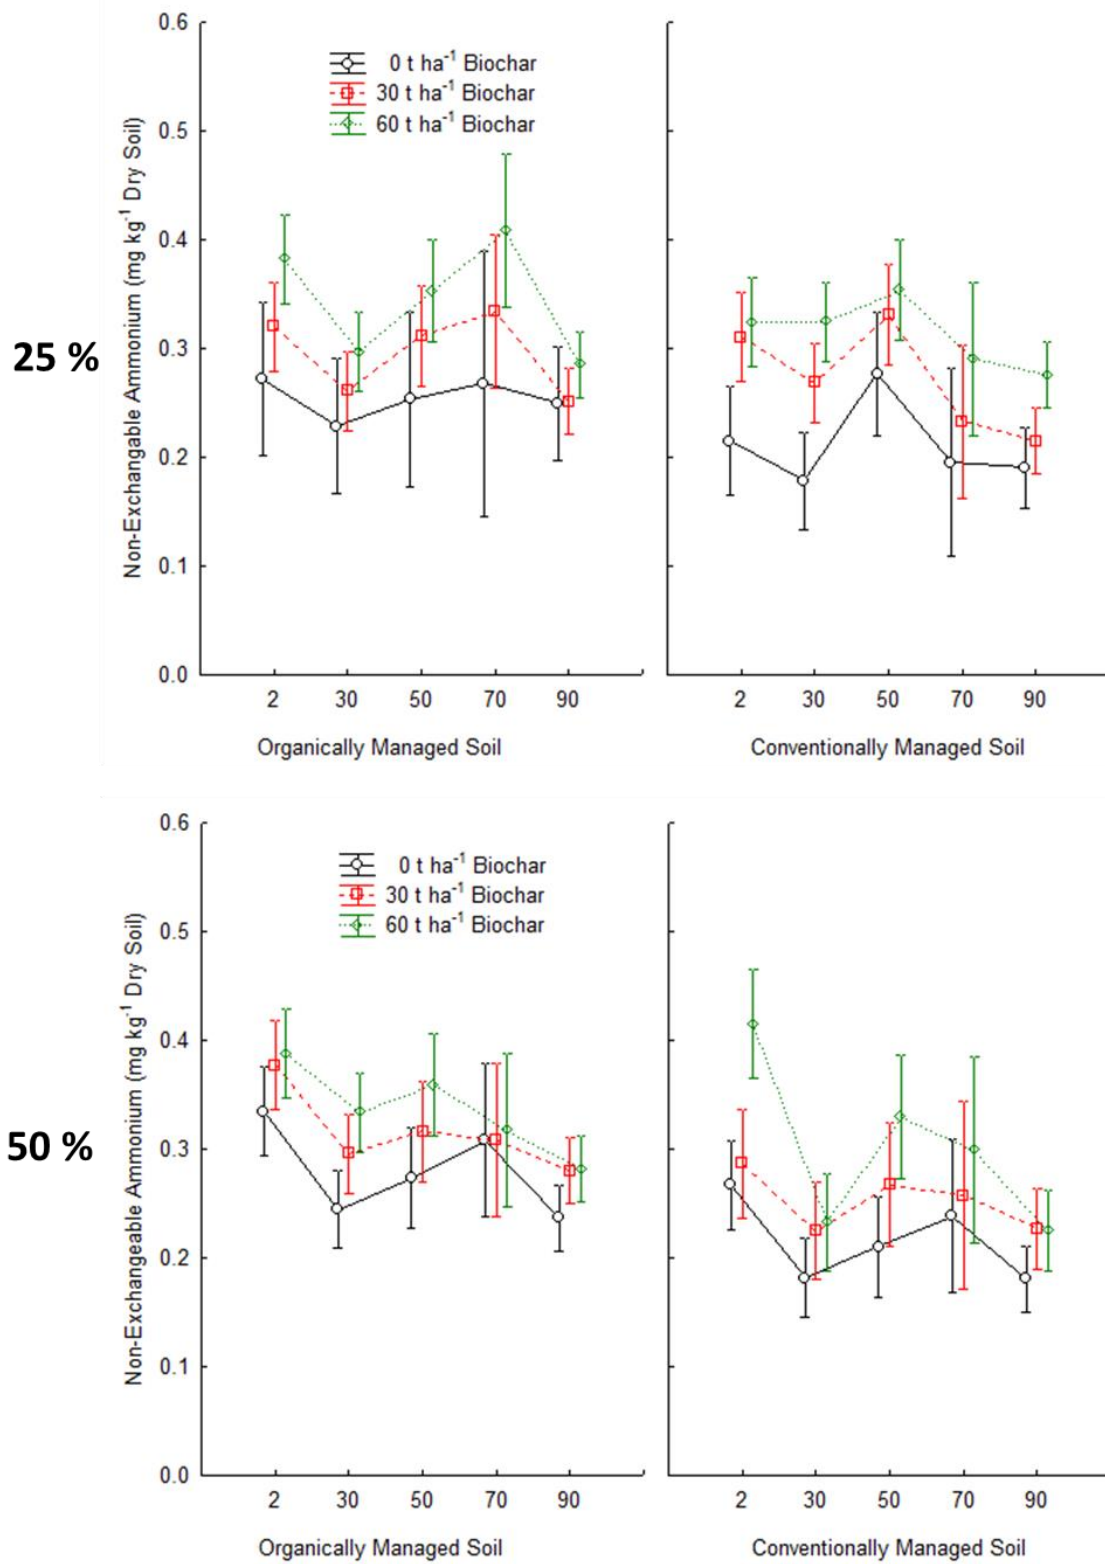 25 %
Non-Exchangable Ammonium (mg kg-1 Dry Soil)
0.6
0.5
0.4
0.3
0.2
0.1
0.0
0 t ha-1 Biochar
30 t ha-1 Biochar
60 t ha-1 Biochar
2 30 50 70 90
Organically Managed Soil
2 30 50 70 90
Conventionally Managed Soil
50 %
Non-Exchangeable Ammonium (mg kg-1 Dry Soil)
0.6
0.5
0.4
0.3
0.2
0.1
0.0
0 t ha-1 Biochar
30 t ha-1 Biochar
60 t ha-1 Biochar
2 30 50 70 90
Organically Managed Soil
2 30 50 70 90
Conventionally Managed Soil